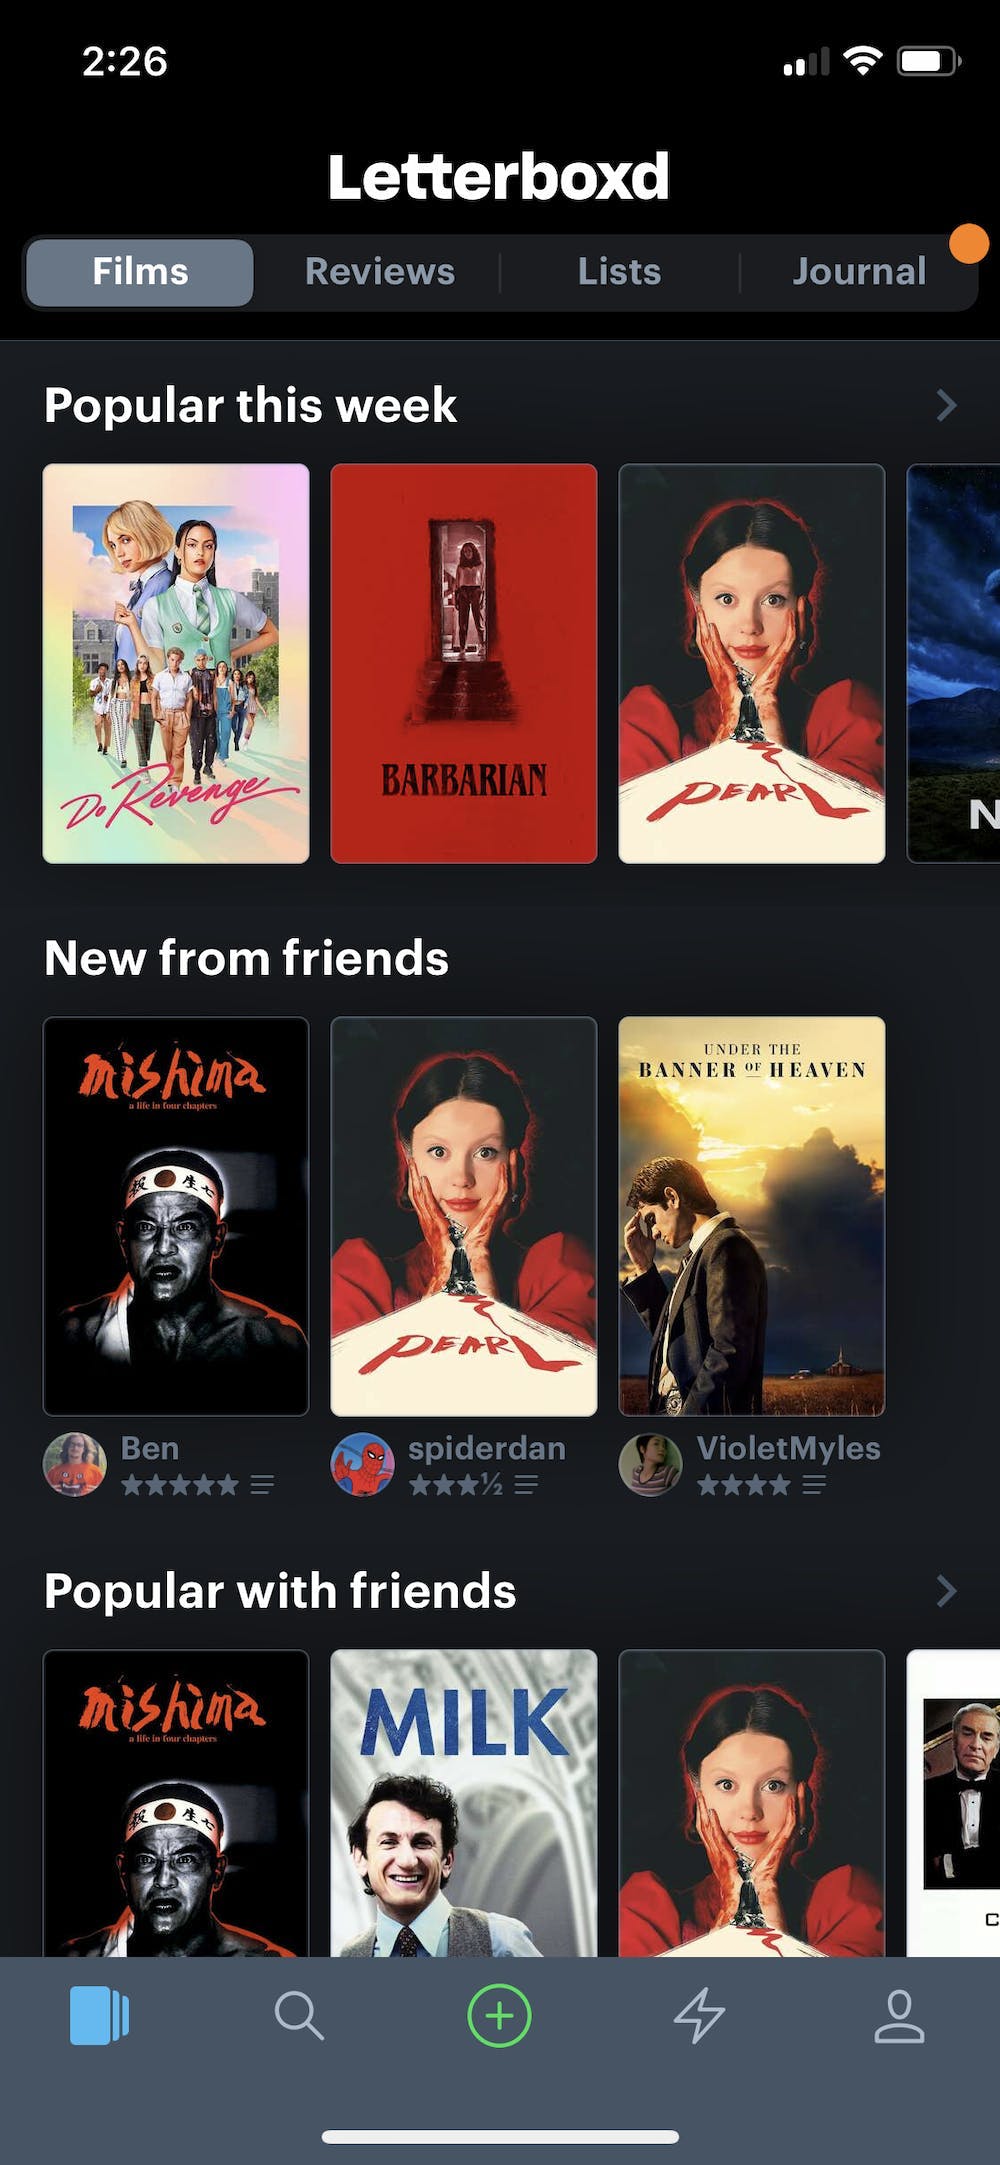 2:26
Letterboxd
Films Reviews Lists Journal
Popular this week
Do Revenge
BARBARIAN
PEARL
N
New from friends
mishima
a life in four chapters
PEARL
UNDER THE
BANNER OF HEAVEN
Ben
★★★★★
spiderdan
★★★½
VioletMyles
★★★★
Popular with friends
mishima
a life in four chapters
MILK
C